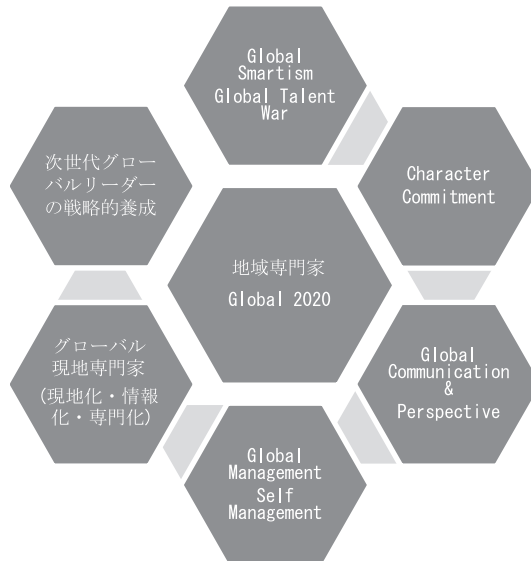 Global
Smartism
Global Talent
War
Character
Commitment
Global
Communication
&
Perspective
Global
Management
Self
Management
グローバル
現地専門家
(現地化・情報
化・専門化)
次世代グロー
バルリーダー
の戦略的養成
地域専門家
Global 2020